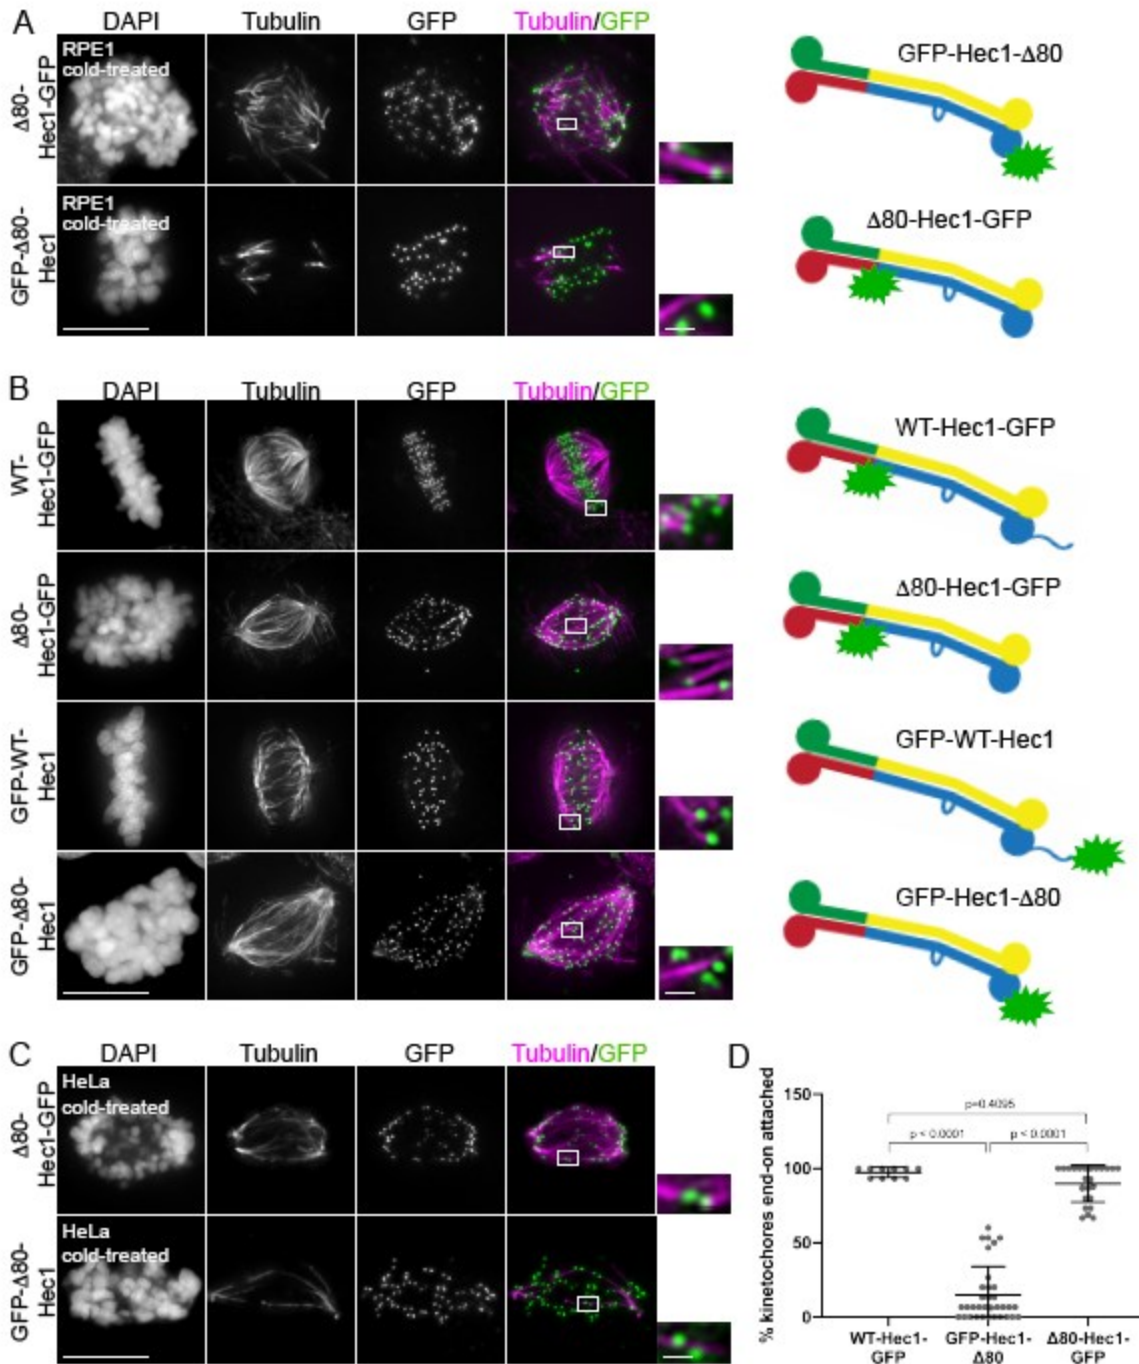 A
DAPI Tubulin GFP Tubulin/GFP
Δ80-
Hec1-GFP
RPE1
cold-treated
GFP-Hec1-Δ80
GFP-Δ80-
Hec1
RPE1
cold-treated
Δ80-Hec1-GFP
B
DAPI Tubulin GFP Tubulin/GFP
WT-
Hec1-GFP
WT-Hec1-GFP
Δ80-
Hec1-GFP
Δ80-Hec1-GFP
GFP-WT-
Hec1
GFP-WT-Hec1
GFP-Δ80-
Hec1
GFP-Hec1-Δ80
C
DAPI Tubulin GFP Tubulin/GFP
Δ80-
Hec1-GFP
HeLa
cold-treated
GFP-Δ80-
Hec1
HeLa
cold-treated
D
% kinetochores end-on attached
150
100
50
0
p=0.4095
p < 0.0001 p < 0.0001
WT-Hec1- GFP-Hec1- Δ80-Hec1-
GFP Δ80 GFP